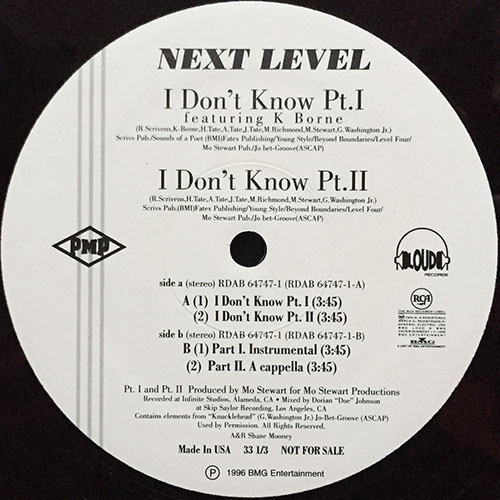 NEXT LEVEL
I Don't Know Pt.I
featuring K Borne
(R.Scrivens,K-Borne,H.Tate,A.Tate,J.Tate,M.Richmond,M.Stewart,G.Washington Jr.)
Scrivs Pub./Sounds of a Poet (BMI)Fatex Publishing/Young Style/Beyond Boundaries/Level Four/
Mo Stewart Pub./Jo bet-Groove(ASCAP)
I Don't Know Pt.II
(R.Scrivens,H.Tate,A.Tate,J.Tate,M.Richmond,M.Stewart,G.Washington Jr.)
Scrivs Pub.(BMI)Fatex Publishing/Young Style/Beyond Boundaries/Level Four/
Mo Stewart Pub./Jo bet-Groove(ASCAP)
PMP
LOUD
RECORDS
side a (stereo) RDAB 64747-1 (RDAB 64747-1-A)
A (1) I Don't Know Pt. I (3:45)
(2) I Don't Know Pt. II (3:45)
side b (stereo) RDAB 64747-1 (RDAB 64747-1-B)
B (1) Part I. Instrumental (3:45)
(2) Part II. A cappella (3:45)
RCA
THE RCA RECORDS LABEL
BMG
A UNIT OF BMG ENTERTAINMENT
Pt. I and Pt. II Produced by Mo Stewart for Mo Stewart Productions
Recorded at Infinite Studios, Alameda, CA • Mixed by Dorian "Doe" Johnson
at Skip Saylor Recording, Los Angeles, CA
Contains elements from "Knucklehead" (G.Washington Jr.) Jo-Bet-Groove (ASCAP)
Used by Permission. All Rights Reserved.
A&R Shane Mooney
Made In USA 33 1/3 NOT FOR SALE
℗ 1996 BMG Entertainment